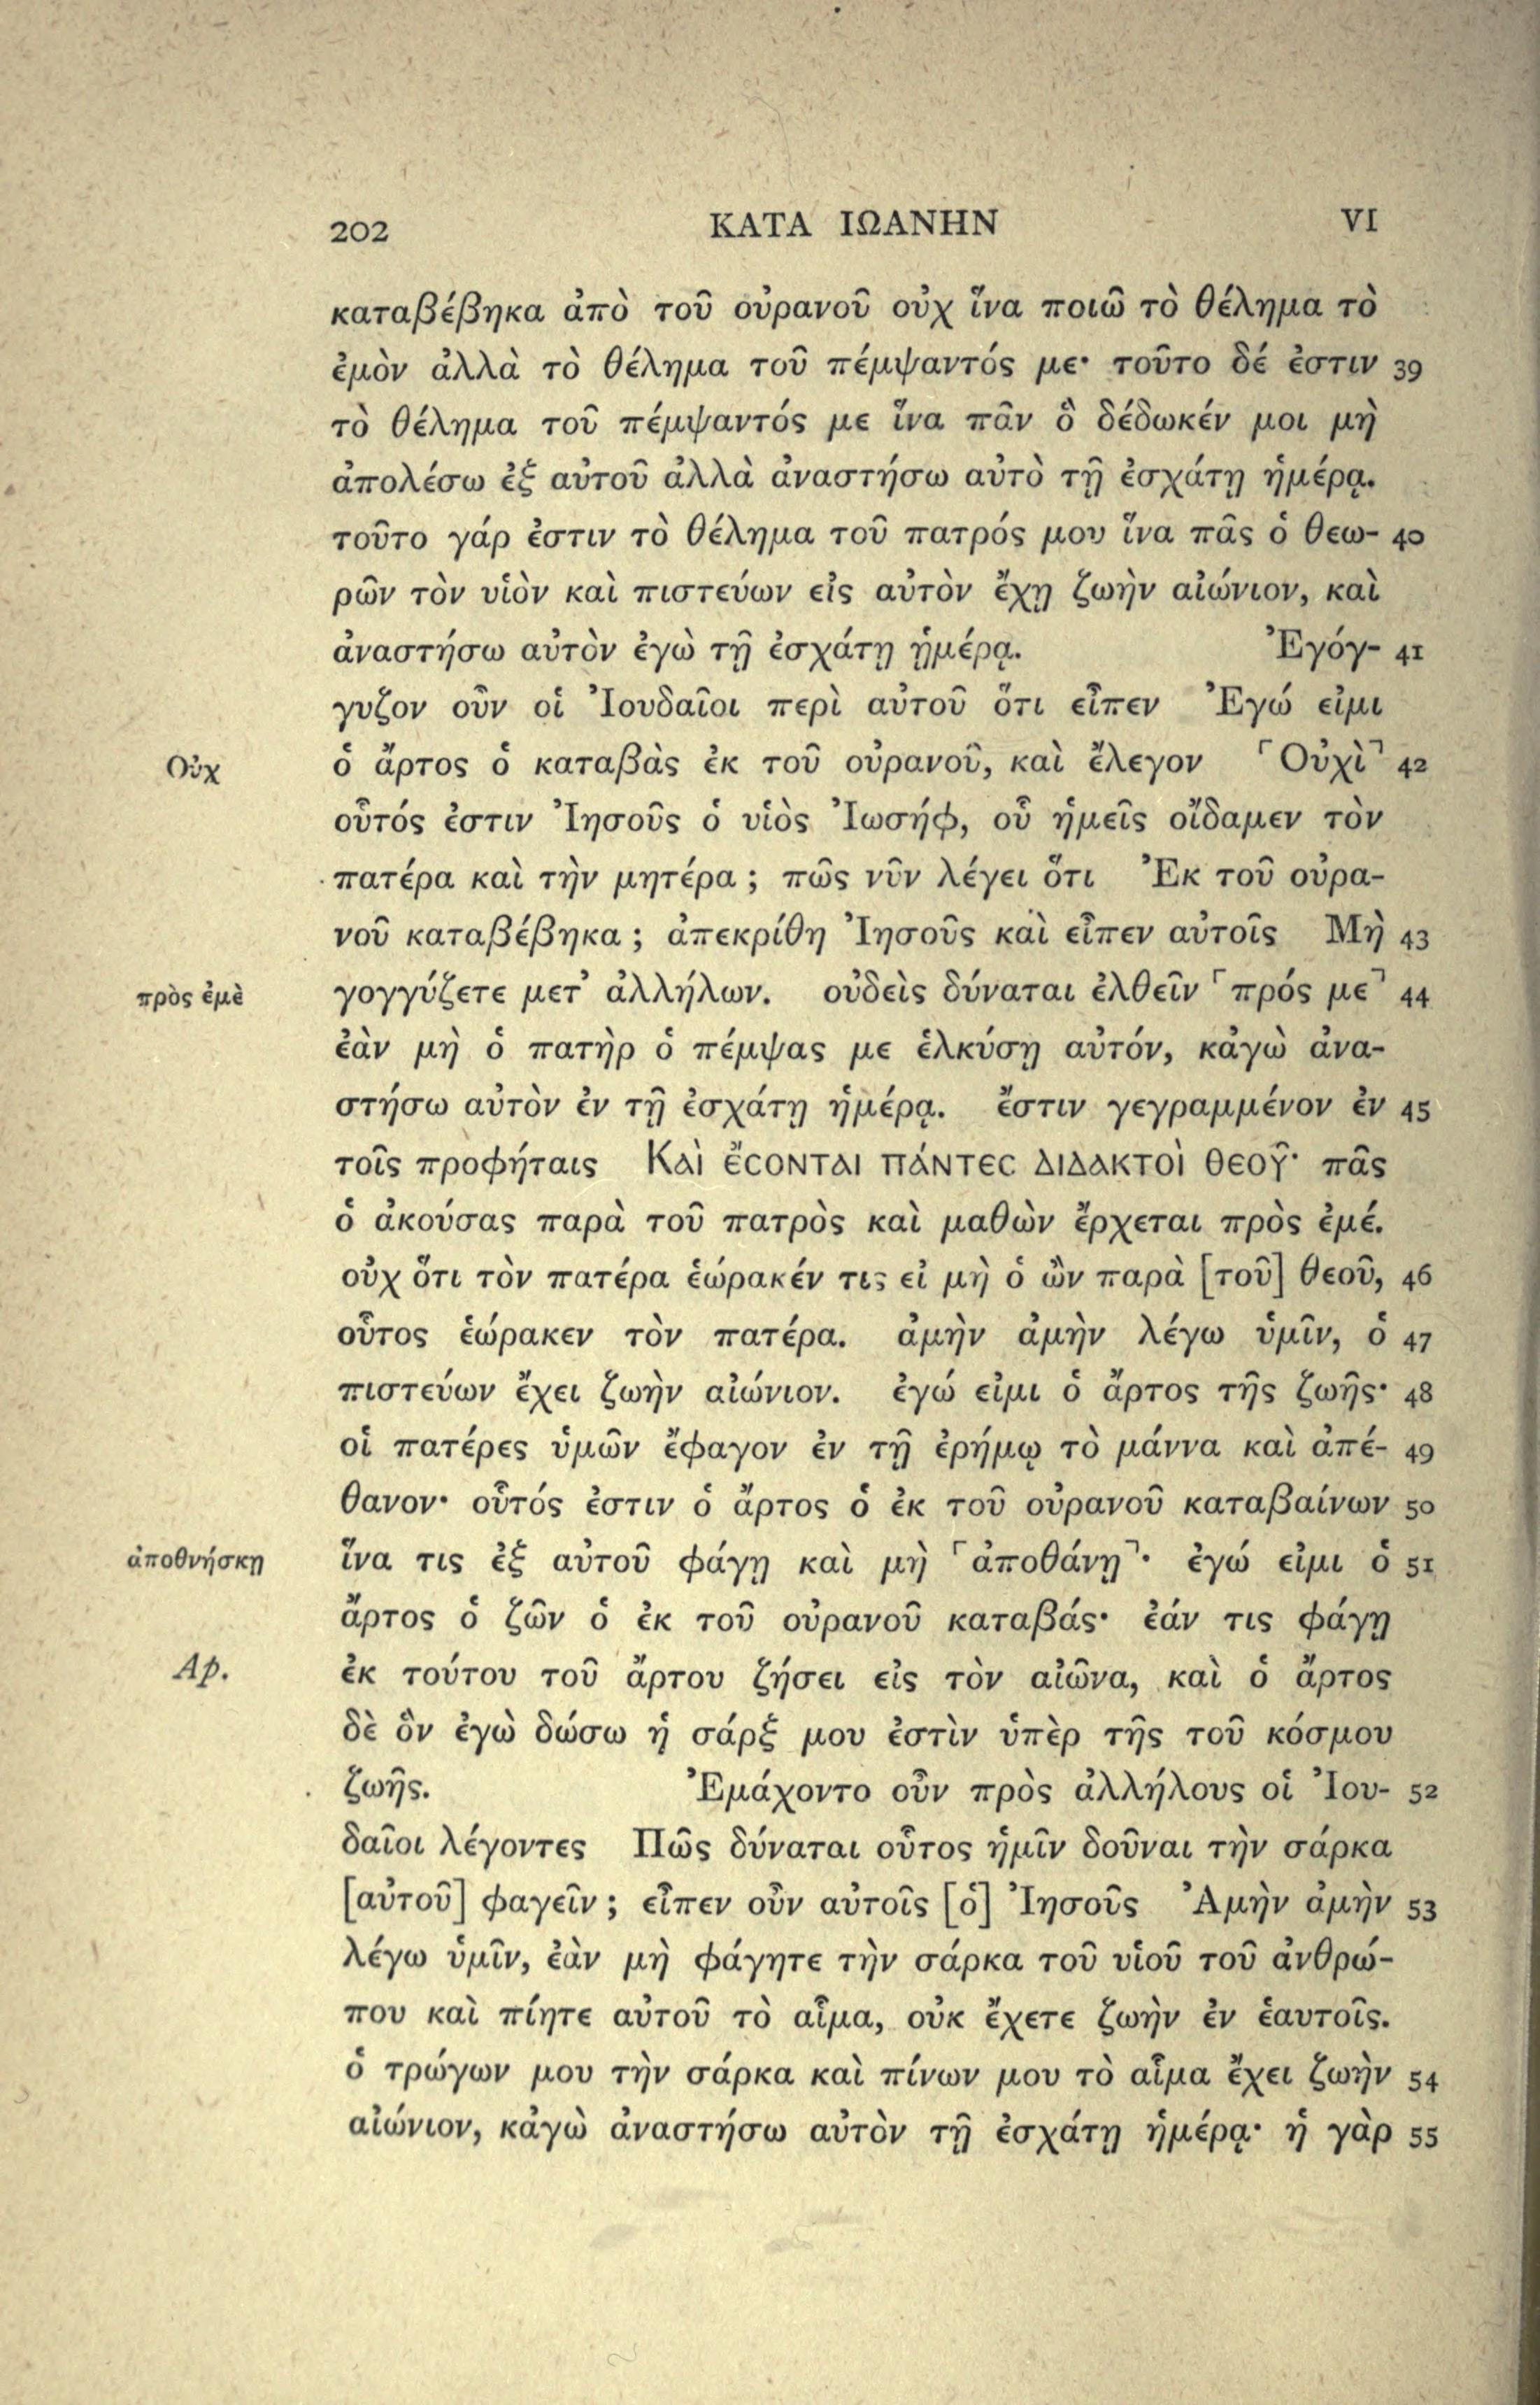 202 ΚΑΤΑ ΙΩΑΝΗΝ VI
καταβέβηκα ἀπὸ τοῦ οὐρανοῦ οὐχ ἵνα ποιῶ τὸ θέλημα τὸ
ἐμὸν ἀλλὰ τὸ θέλημα τοῦ πέμψαντός με· τοῦτο δέ ἐστιν 39
τὸ θέλημα τοῦ πέμψαντός με ἵνα πᾶν ὃ δέδωκέν μοι μὴ
ἀπολέσω ἐξ αὐτοῦ ἀλλὰ ἀναστήσω αὐτὸ τῇ ἐσχάτῃ ἡμέρᾳ.
τοῦτο γάρ ἐστιν τὸ θέλημα τοῦ πατρός μου ἵνα πᾶς ὁ θεω- 40
ρῶν τὸν υἱὸν καὶ πιστεύων εἰς αὐτὸν ἔχῃ ζωὴν αἰώνιον, καὶ
ἀναστήσω αὐτὸν ἐγὼ τῇ ἐσχάτῃ ἡμέρᾳ. Ἐγόγ- 41
γυζον οὖν οἱ Ἰουδαῖοι περὶ αὐτοῦ ὅτι εἶπεν Ἐγώ εἰμι
Οὐχ ὁ ἄρτος ὁ καταβὰς ἐκ τοῦ οὐρανοῦ, καὶ ἔλεγον ⌜Οὐχὶ⌝ 42
οὗτός ἐστιν Ἰησοῦς ὁ υἱὸς Ἰωσήφ, οὗ ἡμεῖς οἴδαμεν τὸν
πατέρα καὶ τὴν μητέρα; πῶς νῦν λέγει ὅτι Ἐκ τοῦ οὐρα-
νοῦ καταβέβηκα; ἀπεκρίθη Ἰησοῦς καὶ εἶπεν αὐτοῖς Μὴ 43
πρὸς ἐμὲ γογγύζετε μετ᾿ ἀλλήλων. οὐδεὶς δύναται ἐλθεῖν ⌜πρός με⌝ 44
ἐὰν μὴ ὁ πατὴρ ὁ πέμψας με ἑλκύσῃ αὐτόν, κἀγὼ ἀνα-
στήσω αὐτὸν ἐν τῇ ἐσχάτῃ ἡμέρᾳ. ἔστιν γεγραμμένον ἐν 45
τοῖς προφήταις Καὶ ἔσονται πάντες διδακτοὶ θεοῦ· πᾶς
ὁ ἀκούσας παρὰ τοῦ πατρὸς καὶ μαθὼν ἔρχεται πρὸς ἐμέ.
οὐχ ὅτι τὸν πατέρα ἑώρακέν τις εἰ μὴ ὁ ὢν παρὰ [τοῦ] θεοῦ, 46
οὗτος ἑώρακεν τὸν πατέρα. ἀμὴν ἀμὴν λέγω ὑμῖν, ὁ 47
πιστεύων ἔχει ζωὴν αἰώνιον. ἐγώ εἰμι ὁ ἄρτος τῆς ζωῆς· 48
οἱ πατέρες ὑμῶν ἔφαγον ἐν τῇ ἐρήμῳ τὸ μάννα καὶ ἀπέ- 49
θανον· οὗτός ἐστιν ὁ ἄρτος ὁ ἐκ τοῦ οὐρανοῦ καταβαίνων 50
ἀποθνήσκῃ ἵνα τις ἐξ αὐτοῦ φάγῃ καὶ μὴ ⌜ἀποθάνῃ⌝· ἐγώ εἰμι ὁ 51
ἄρτος ὁ ζῶν ὁ ἐκ τοῦ οὐρανοῦ καταβάς· ἐάν τις φάγῃ
Ap. ἐκ τούτου τοῦ ἄρτου ζήσει εἰς τὸν αἰῶνα, καὶ ὁ ἄρτος
δὲ ὃν ἐγὼ δώσω ἡ σάρξ μου ἐστὶν ὑπὲρ τῆς τοῦ κόσμου
ζωῆς. Ἐμάχοντο οὖν πρὸς ἀλλήλους οἱ Ἰου- 52
δαῖοι λέγοντες Πῶς δύναται οὗτος ἡμῖν δοῦναι τὴν σάρκα
[αὐτοῦ] φαγεῖν; εἶπεν οὖν αὐτοῖς [ὁ] Ἰησοῦς Ἀμὴν ἀμὴν 53
λέγω ὑμῖν, ἐὰν μὴ φάγητε τὴν σάρκα τοῦ υἱοῦ τοῦ ἀνθρώ-
που καὶ πίητε αὐτοῦ τὸ αἷμα, οὐκ ἔχετε ζωὴν ἐν ἑαυτοῖς.
ὁ τρώγων μου τὴν σάρκα καὶ πίνων μου τὸ αἷμα ἔχει ζωὴν 54
αἰώνιον, κἀγὼ ἀναστήσω αὐτὸν τῇ ἐσχάτῃ ἡμέρᾳ· ἡ γὰρ 55